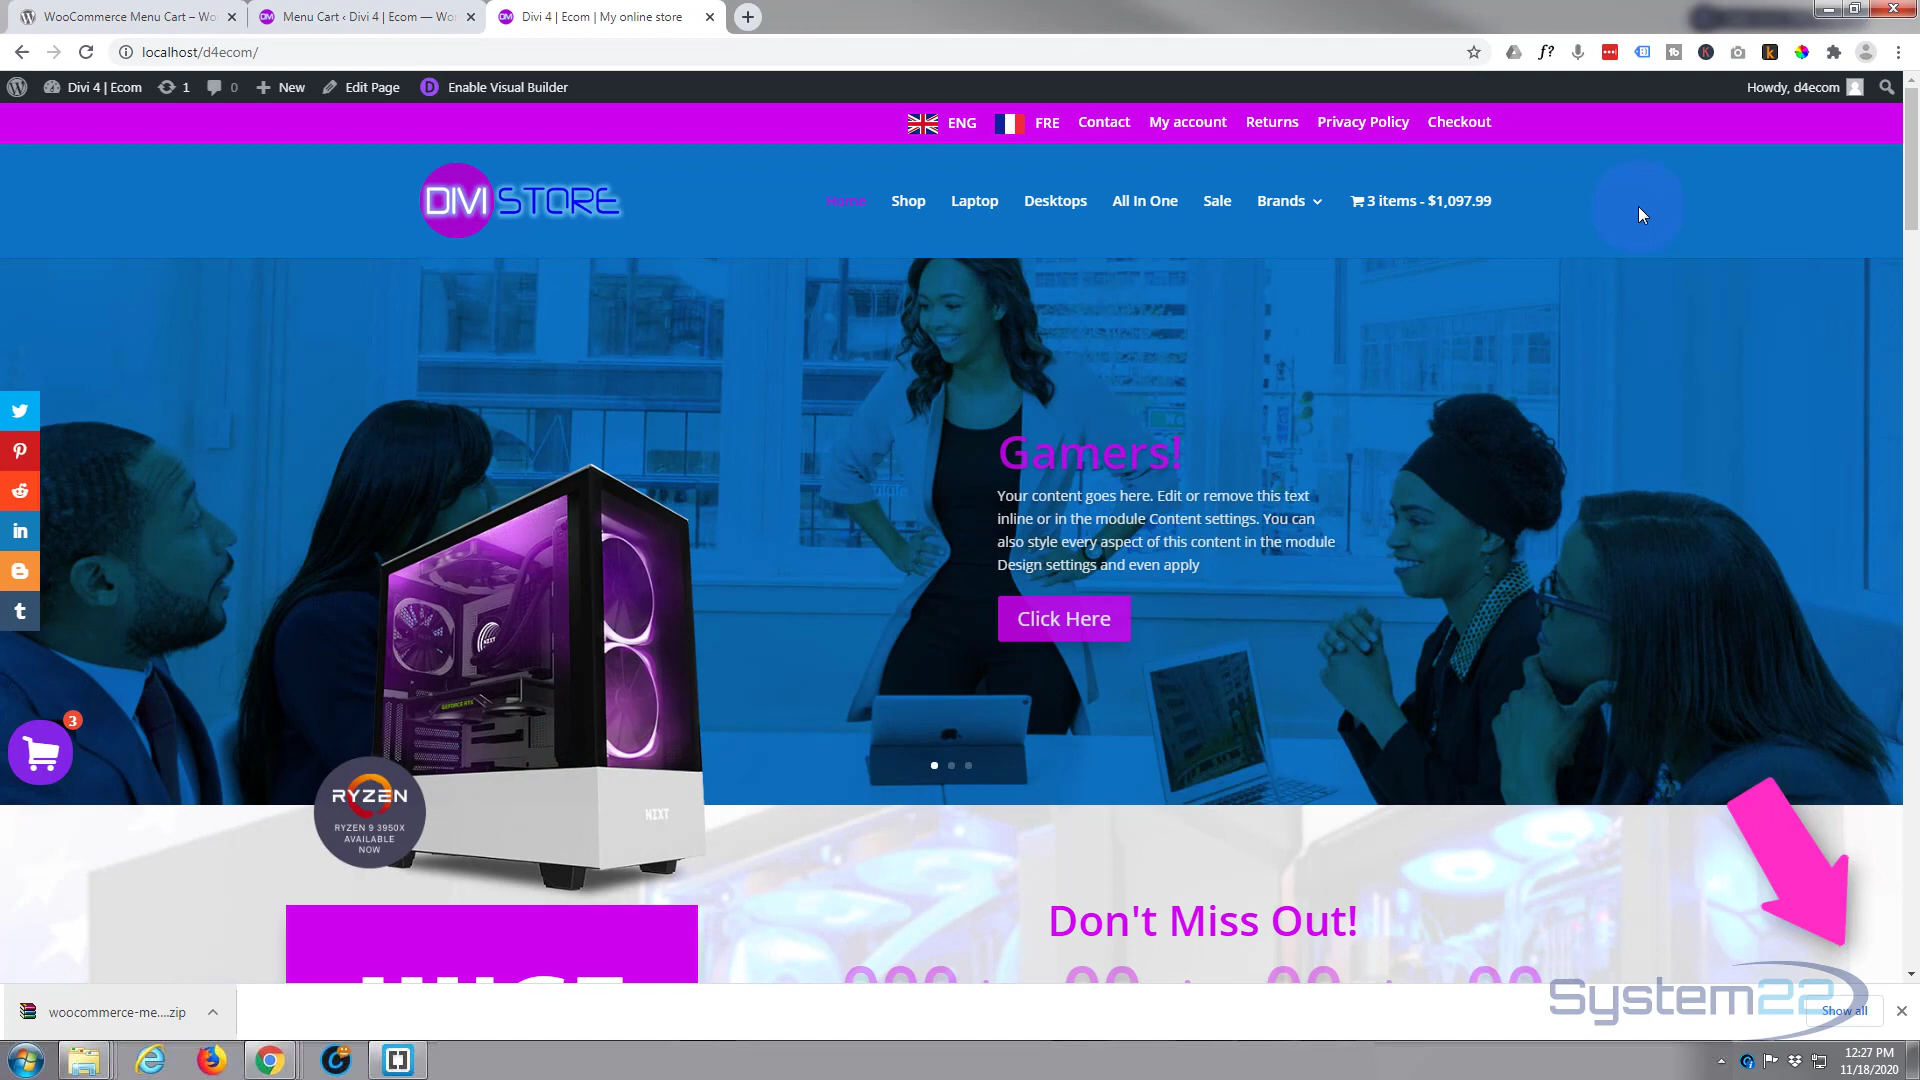 WooCommerce Menu Cart – Wo
Menu Cart ‹ Divi 4 | Ecom — Wor
Divi 4 | Ecom | My online store
localhost/d4ecom/
Divi 4 | Ecom
1
0
New
Edit Page
Enable Visual Builder
Howdy, d4ecom
ENG
FRE
Contact
My account
Returns
Privacy Policy
Checkout
DIVI STORE
Home
Shop
Laptop
Desktops
All In One
Sale
Brands
3 items - $1,097.99
Gamers!
Your content goes here. Edit or remove this text
inline or in the module Content settings. You can
also style every aspect of this content in the module
Design settings and even apply
Click Here
3
NZXT
GEFORCE RTX
NZXT
RYZEN
RYZEN 9 3950X
AVAILABLE
NOW
Don't Miss Out!
System22
woocommerce-me....zip
Show all
12:27 PM
11/18/2020